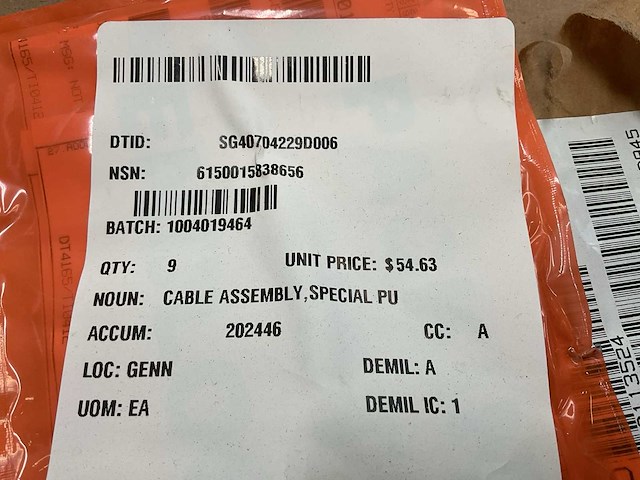 DTID: SG40704229D006
NSN: 6150015838656
BATCH: 1004019464
QTY: 9 UNIT PRICE: $54.63
NOUN: CABLE ASSEMBLY,SPECIAL PU
ACCUM: 202446 CC: A
LOC: GENN DEMIL: A
UOM: EA DEMIL IC: 1